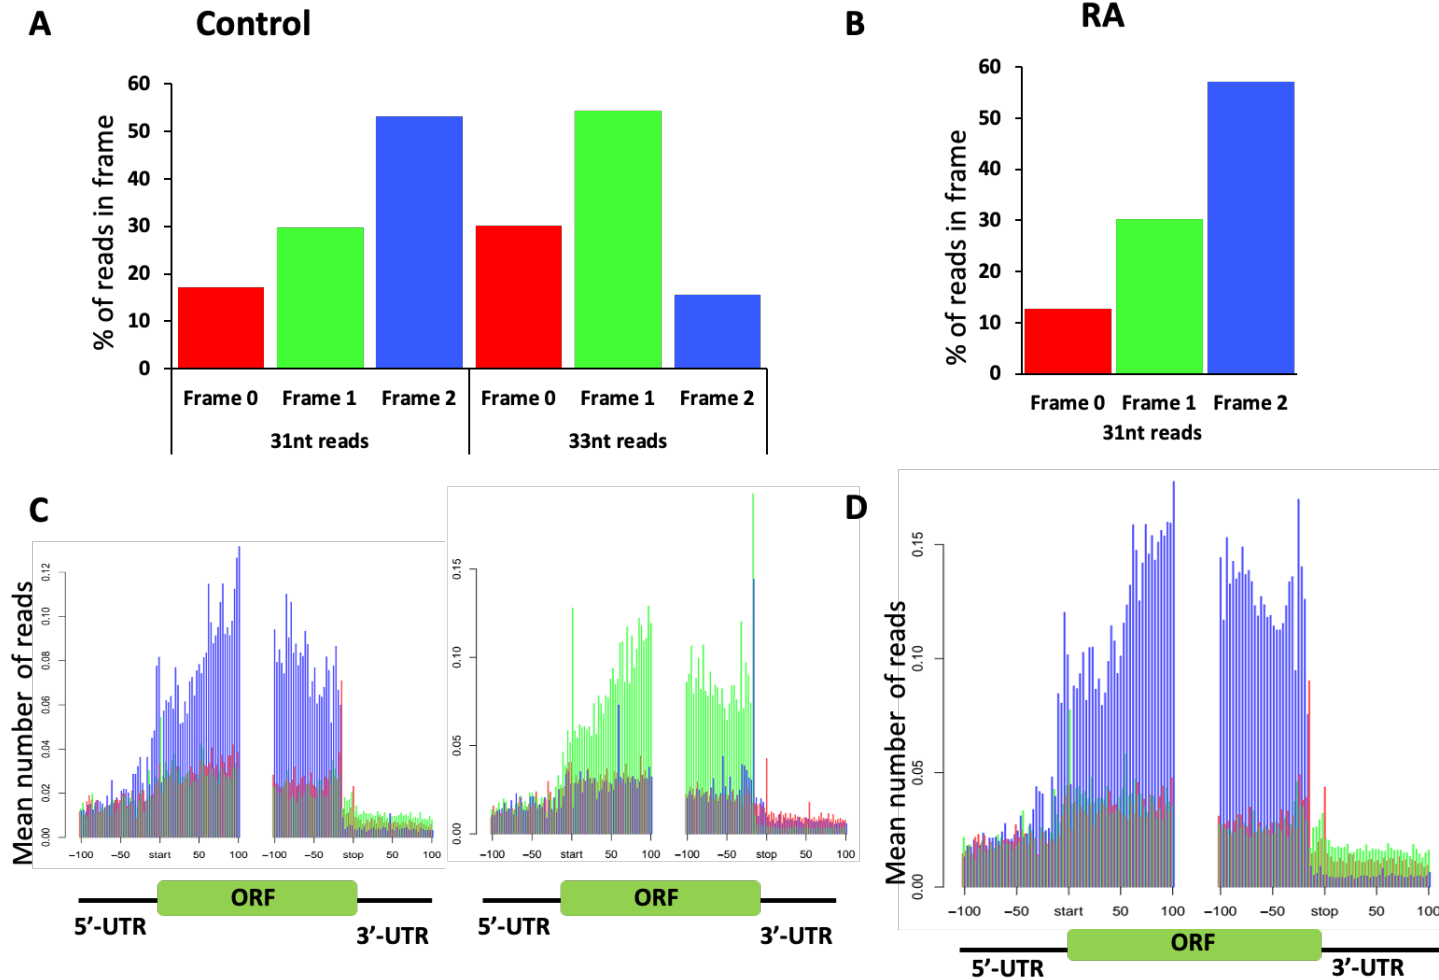 A
Control
60
50
40
30
20
10
0
% of reads in frame
Frame 0
Frame 1
Frame 2
Frame 0
Frame 1
Frame 2
31nt reads
33nt reads
B
RA
60
50
40
30
20
10
0
% of reads in frame
Frame 0
Frame 1
Frame 2
31nt reads
C
Mean number of reads
0.12
0.10
0.08
0.06
0.04
0.02
0.00
−100
−50
start
50
100
−100
−50
stop
50
100
ORF
5’-UTR
3’-UTR
0.15
0.10
0.05
0.00
−100
−50
start
50
100
−100
−50
stop
50
100
ORF
5’-UTR
3’-UTR
D
Mean number of reads
0.15
0.10
0.05
0.00
−100
−50
start
50
100
−100
−50
stop
50
100
ORF
5’-UTR
3’-UTR